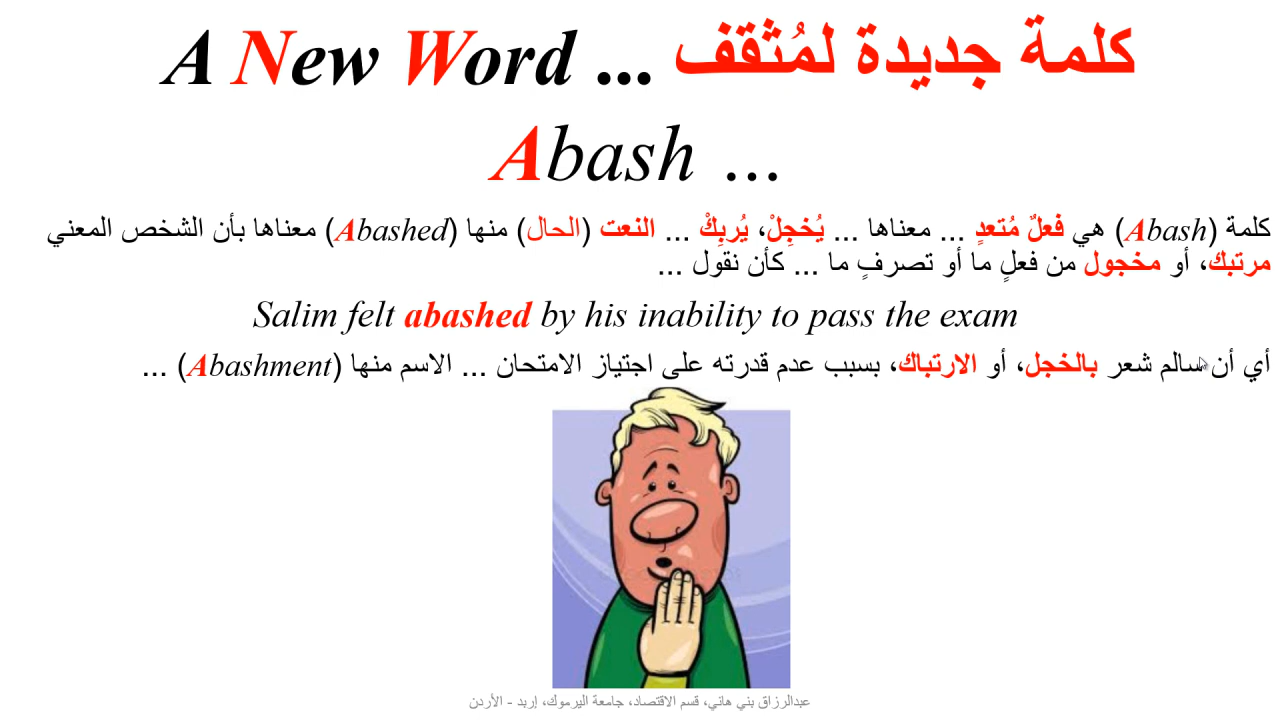 كلمة جديدة لمُثقف ... A New Word
Abash ...
كلمة (Abash) هي فعلٌ مُتعدٍ ... معناها ... يُخجِلْ، يُربِكْ ... النعت (الحال) منها (Abashed) معناها بأن الشخص المعني
مرتبك، أو مخجول من فعلٍ ما أو تصرفٍ ما ... كأن نقول ...
Salim felt abashed by his inability to pass the exam
أي أن سالم شعر بالخجل، أو الارتباك، بسبب عدم قدرته على اجتياز الامتحان ... الاسم منها (Abashment) ...
عبدالرزاق بني هاني، قسم الاقتصاد، جامعة اليرموك، إربد - الأردن